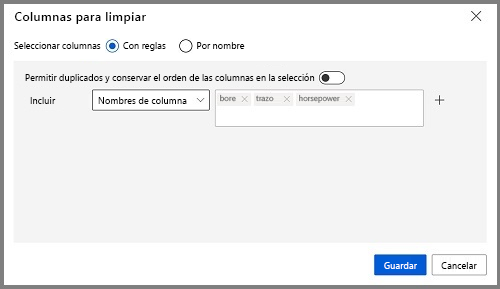 Columnas para limpiar
Seleccionar columnas Con reglas Por nombre
Permitir duplicados y conservar el orden de las columnas en la selección
Incluir Nombres de columna bore trazo horsepower
Guardar Cancelar